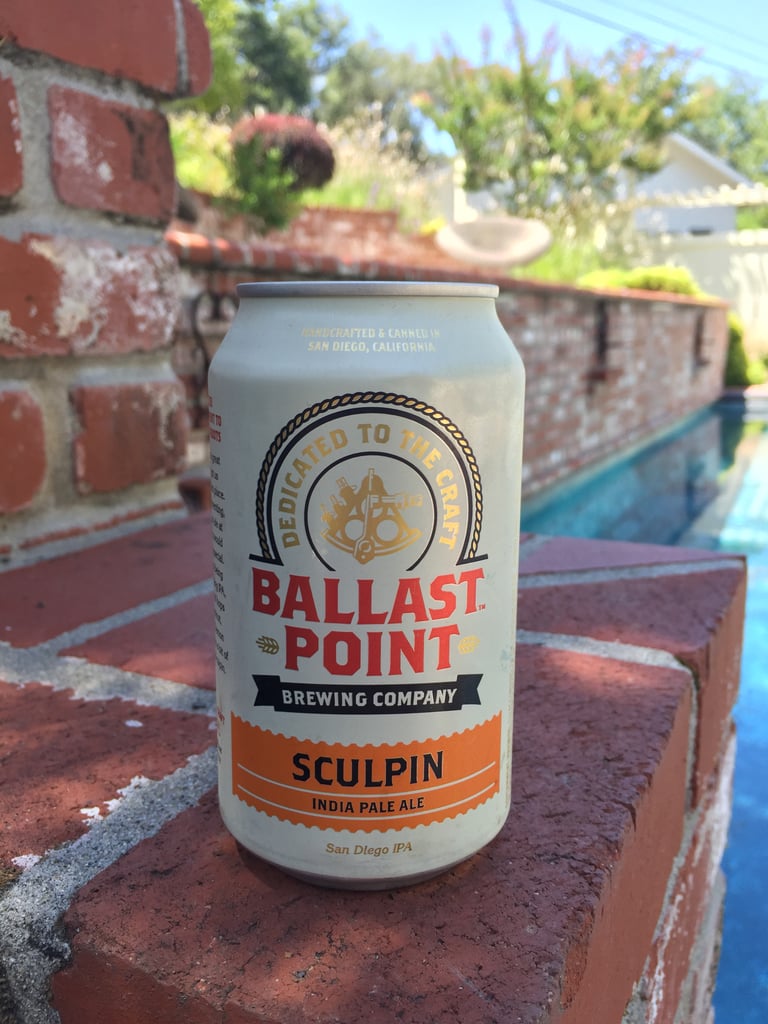 HANDCRAFTED & CANNED IN
SAN DIEGO, CALIFORNIA
DEDICATED TO THE CRAFT
BALLAST™
POINT
BREWING COMPANY
SCULPIN
INDIA PALE ALE
San Diego IPA